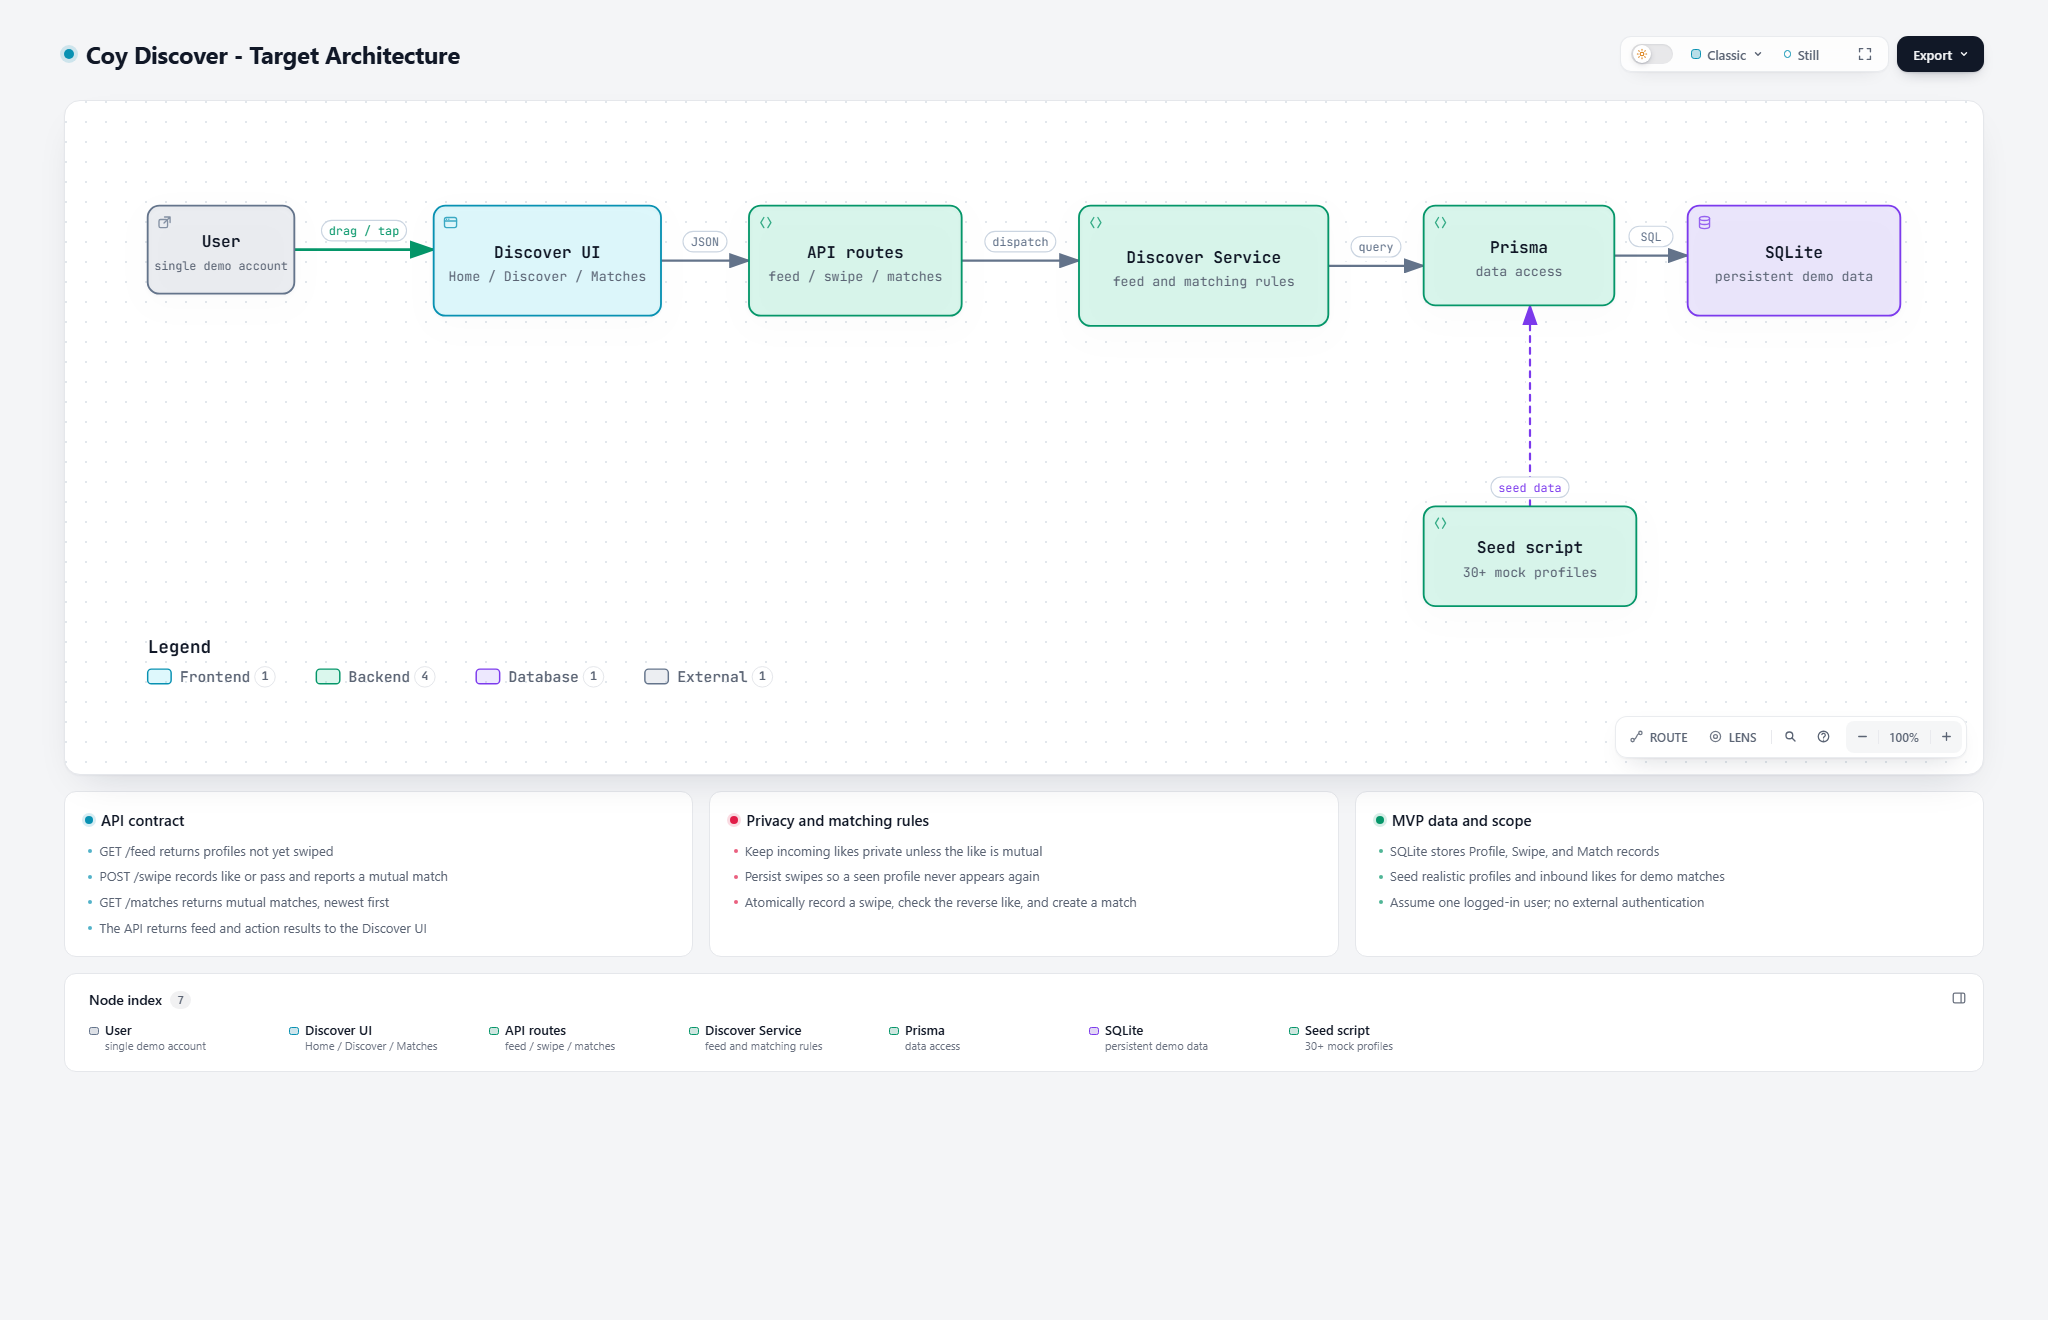 Coy Discover - Target Architecture
Classic
Still
Export
User
single demo account
drag / tap
Discover UI
Home / Discover / Matches
JSON
API routes
feed / swipe / matches
dispatch
Discover Service
feed and matching rules
query
Prisma
data access
SQL
SQLite
persistent demo data
seed data
Seed script
30+ mock profiles
Legend
Frontend 1
Backend 4
Database 1
External 1
ROUTE
LENS
100%
API contract
GET /feed returns profiles not yet swiped
POST /swipe records like or pass and reports a mutual match
GET /matches returns mutual matches, newest first
The API returns feed and action results to the Discover UI
Privacy and matching rules
Keep incoming likes private unless the like is mutual
Persist swipes so a seen profile never appears again
Atomically record a swipe, check the reverse like, and create a match
MVP data and scope
SQLite stores Profile, Swipe, and Match records
Seed realistic profiles and inbound likes for demo matches
Assume one logged-in user; no external authentication
Node index 7
User
single demo account
Discover UI
Home / Discover / Matches
API routes
feed / swipe / matches
Discover Service
feed and matching rules
Prisma
data access
SQLite
persistent demo data
Seed script
30+ mock profiles